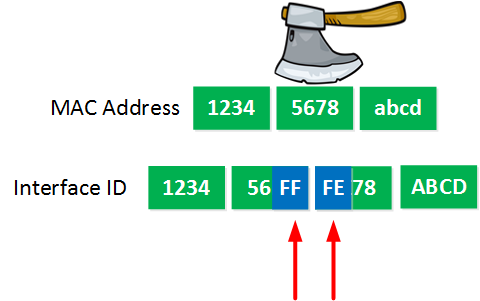 MAC Address 1234 5678 abcd
Interface ID 1234 56 FF FE 78 ABCD